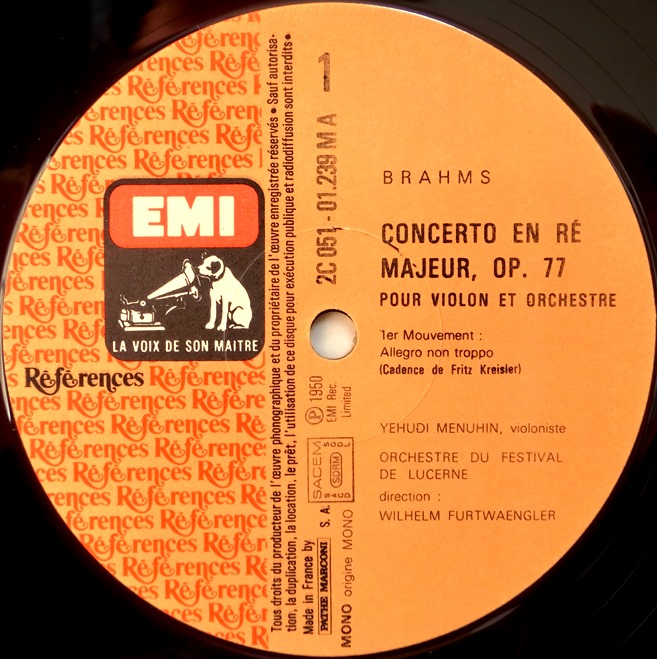 EMI
LA VOIX DE SON MAITRE
Références
Tous droits du producteur de l'œuvre phonographique et du propriétaire de l'œuvre enregistrée réservés • Sauf autorisa-
tion, la duplication, la location, le prêt, l'utilisation de ce disque pour exécution publique et radiodiffusion sont interdits •
Made in France by
PATHE MARCONI S. A.
MONO origine MONO
SACEM
SDRM
SACD
SGDL
℗ 1950
EMI Rec.
Limited
2C 051 - 01.239 M A
1
BRAHMS
CONCERTO EN RÉ
MAJEUR, OP. 77
POUR VIOLON ET ORCHESTRE
1er Mouvement :
Allegro non troppo
(Cadence de Fritz Kreisler)
YEHUDI MENUHIN, violoniste
ORCHESTRE DU FESTIVAL
DE LUCERNE
direction :
WILHELM FURTWAENGLER